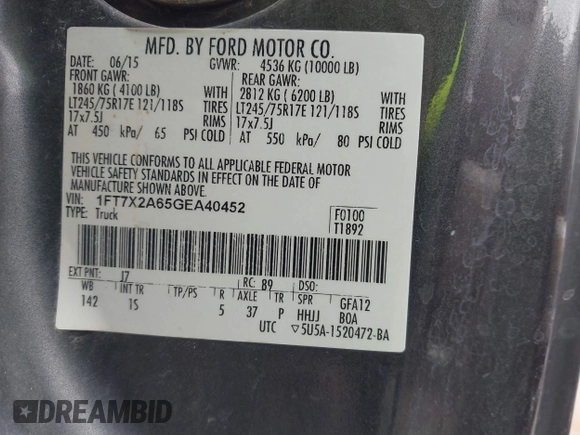 MFD. BY FORD MOTOR CO.
DATE: 06/15 GVWR: 4536 KG (10000 LB)
FRONT GAWR: REAR GAWR:
1860 KG ( 4100 LB) WITH 2812 KG ( 6200 LB) WITH
LT245/75R17E 121/118S TIRES LT245/75R17E 121/118S TIRES
17x7.5J RIMS 17x7.5J RIMS
AT 450 kPa/ 65 PSI COLD AT 550 kPa/ 80 PSI COLD
THIS VEHICLE CONFORMS TO ALL APPLICABLE FEDERAL MOTOR
VEHICLE SAFETY STANDARDS IN EFFECT ON THE DATE OF
MANUFACTURE SHOWN ABOVE.
VIN: 1FT7X2A65GEA40452 F0100
TYPE: Truck T1892
EXT PNT: J7 RC: 89 DSO:
WB INT TR TP/PS R AXLE TR SPR GFA12
142 1S 5 37 P HHJJ BOA
UTC ▽5U5A-1520472-BA
DREAMBID